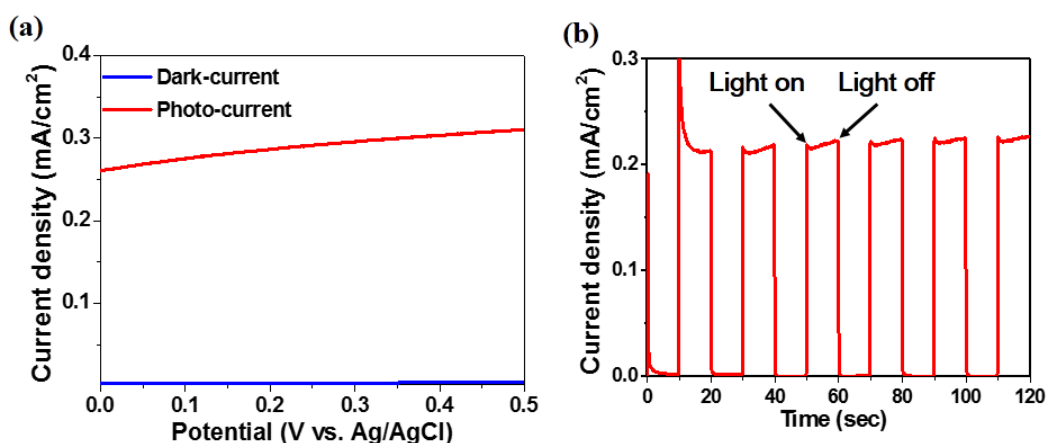 (a)
Current density (mA/cm²)
0.4
0.3
0.2
0.1
Dark-current
Photo-current
0.0 0.1 0.2 0.3 0.4 0.5
Potential (V vs. Ag/AgCl)
(b)
Current density (mA/cm²)
0.3
0.2
0.1
0.0
Light on Light off
0 20 40 60 80 100 120
Time (sec)